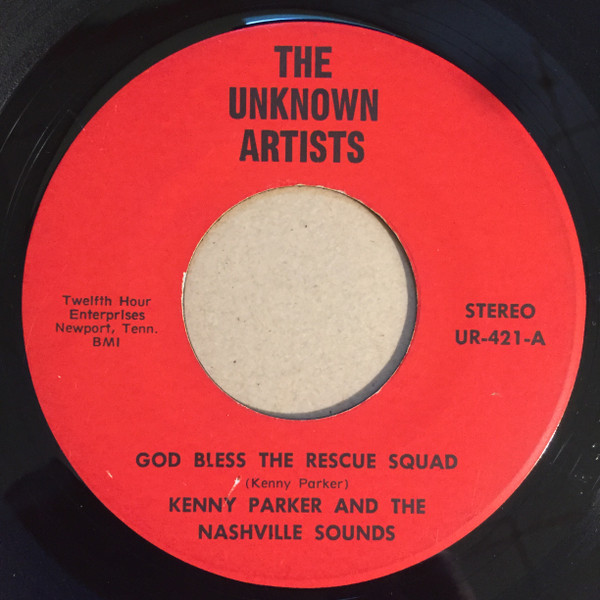 THE
UNKNOWN
ARTISTS
Twelfth Hour
Enterprises
Newport, Tenn.
BMI
STEREO
UR-421-A
GOD BLESS THE RESCUE SQUAD
(Kenny Parker)
KENNY PARKER AND THE
NASHVILLE SOUNDS